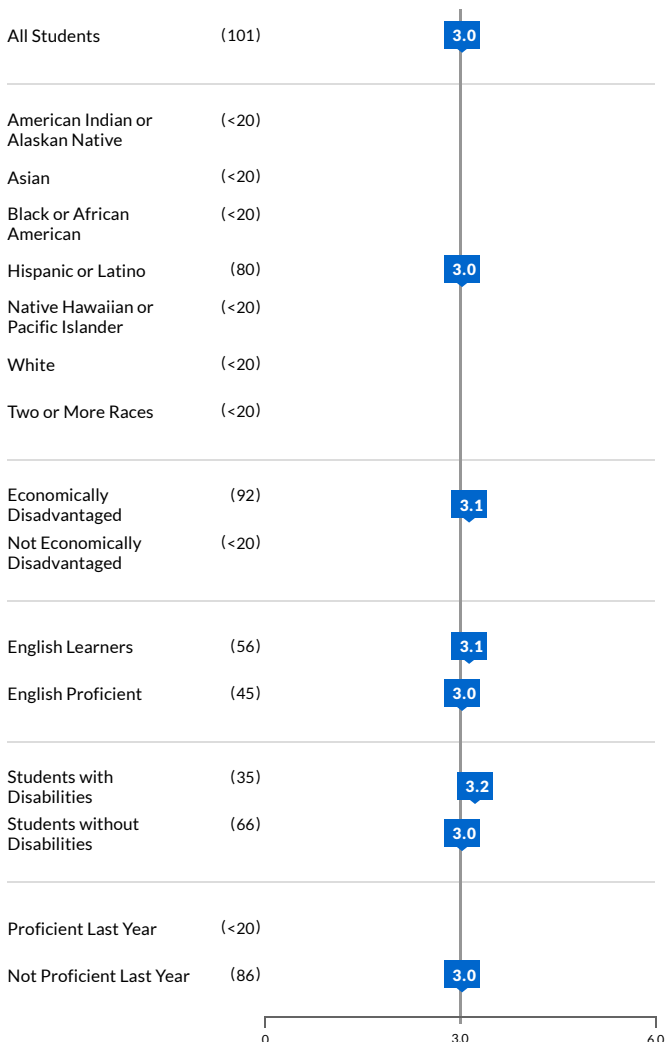 All Students (101) 3.0
American Indian or (<20)
Alaskan Native
Asian (<20)
Black or African (<20)
American
Hispanic or Latino (80) 3.0
Native Hawaiian or (<20)
Pacific Islander
White (<20)
Two or More Races (<20)
Economically (92) 3.1
Disadvantaged
Not Economically (<20)
Disadvantaged
English Learners (56) 3.1
English Proficient (45) 3.0
Students with (35) 3.2
Disabilities
Students without (66) 3.0
Disabilities
Proficient Last Year (<20)
Not Proficient Last Year (86) 3.0
0 3.0 6.0